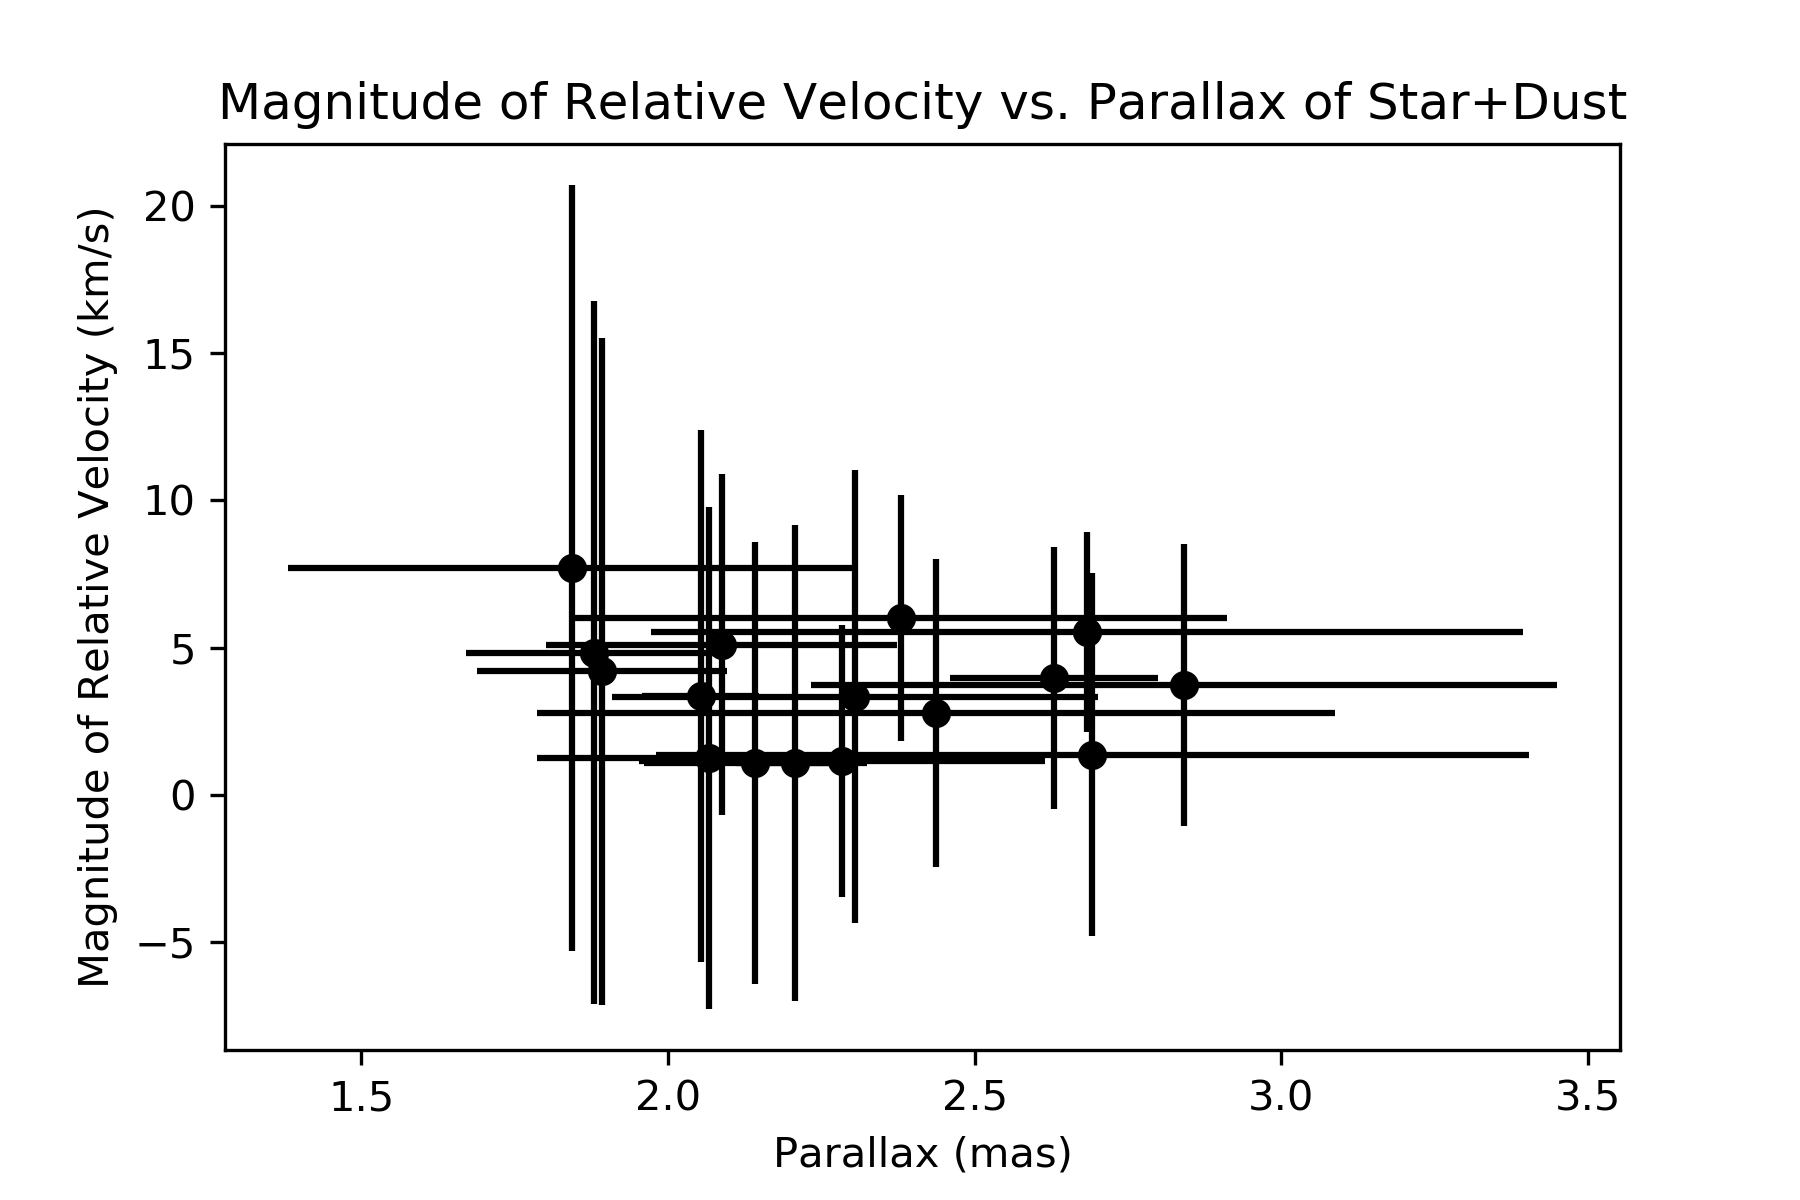 Magnitude of Relative Velocity vs. Parallax of Star+Dust
Magnitude of Relative Velocity (km/s)
20
15
10
5
0
−5
1.5 2.0 2.5 3.0 3.5
Parallax (mas)